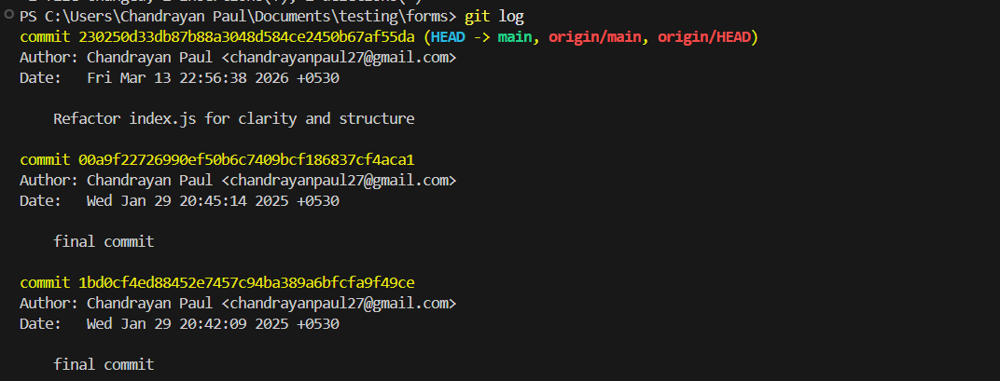 PS C:\Users\Chandrayan Paul\Documents\testing\forms> git log
commit 230250d33db87b88a3048d584ce2450b67af55da (HEAD -> main, origin/main, origin/HEAD)
Author: Chandrayan Paul <chandrayanpaul27@gmail.com>
Date:   Fri Mar 13 22:56:38 2026 +0530

    Refactor index.js for clarity and structure

commit 00a9f22726990ef50b6c7409bcf186837cf4aca1
Author: Chandrayan Paul <chandrayanpaul27@gmail.com>
Date:   Wed Jan 29 20:45:14 2025 +0530

    final commit

commit 1bd0cf4ed88452e7457c94ba389a6bfcfa9f49ce
Author: Chandrayan Paul <chandrayanpaul27@gmail.com>
Date:   Wed Jan 29 20:42:09 2025 +0530

    final commit